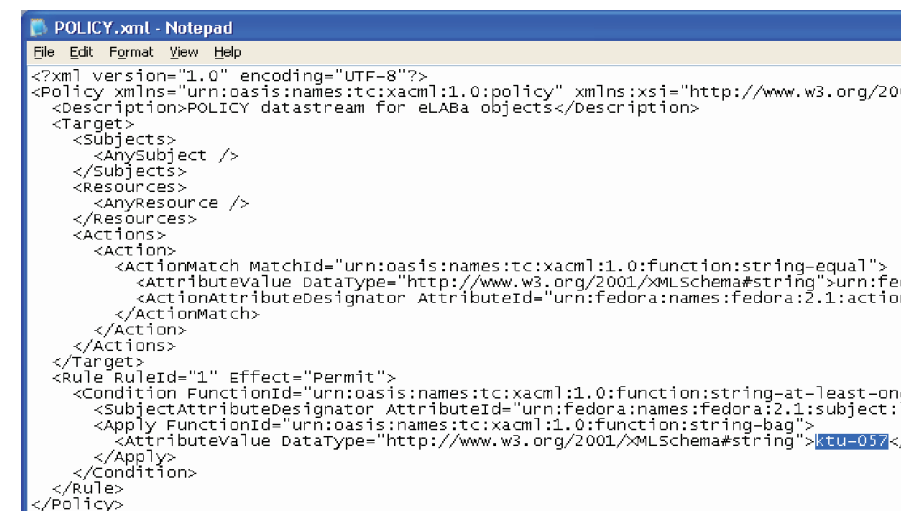 POLICY.xml - Notepad
File Edit Format View Help
<?xml version="1.0" encoding="UTF-8"?>
<Policy xmlns="urn:oasis:names:tc:xacml:1.0:policy" xmlns:xsi="http://www.w3.org/20
<Description>POLICY datastream for eLABa objects</Description>
<Target>
<Subjects>
<AnySubject />
</Subjects>
<Resources>
<AnyResource />
</Resources>
<Actions>
<Action>
<ActionMatch MatchId="urn:oasis:names:tc:xacml:1.0:function:string-equal">
<AttributeValue DataType="http://www.w3.org/2001/XMLSchema#string">urn:fe
<ActionAttributeDesignator AttributeId="urn:fedora:names:fedora:2.1:actio
</ActionMatch>
</Action>
</Actions>
</Target>
<Rule RuleId="1" Effect="Permit">
<Condition FunctionId="urn:oasis:names:tc:xacml:1.0:function:string-at-least-on
<SubjectAttributeDesignator AttributeId="urn:fedora:names:fedora:2.1:subject:
<Apply FunctionId="urn:oasis:names:tc:xacml:1.0:function:string-bag">
<AttributeValue DataType="http://www.w3.org/2001/XMLSchema#string">ktu-057</
</Apply>
</Condition>
</Rule>
</Policy>